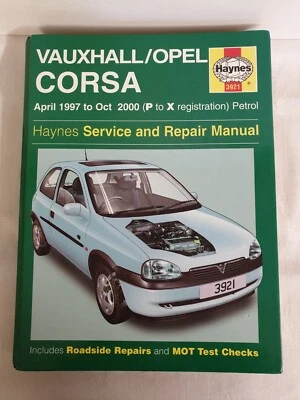 VAUXHALL/OPEL
CORSA
Haynes
3921
April 1997 to Oct 2000 (P to X registration) Petrol
Haynes Service and Repair Manual
3921
Includes Roadside Repairs and MOT Test Checks